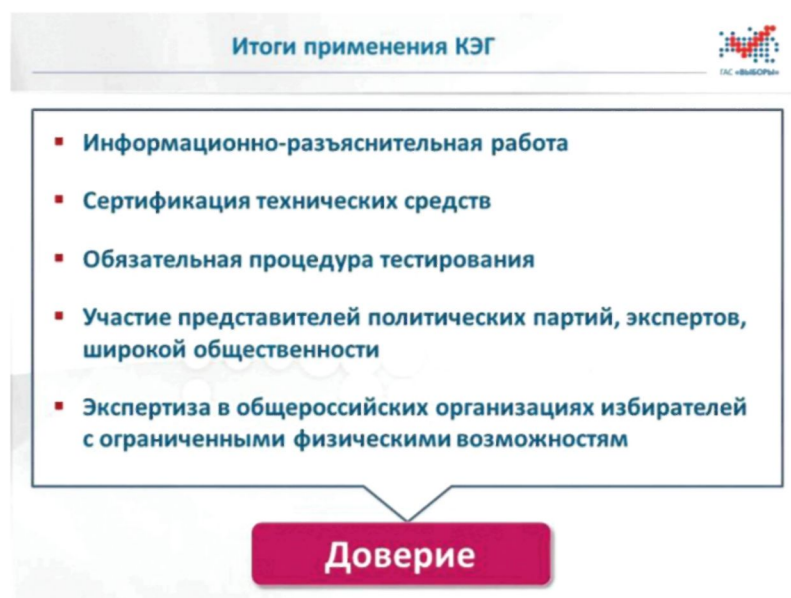 Итоги применения КЭГ
ГАС «ВЫБОРЫ»
Информационно-разъяснительная работа
Сертификация технических средств
Обязательная процедура тестирования
Участие представителей политических партий, экспертов,
широкой общественности
Экспертиза в общероссийских организациях избирателей
с ограниченными физическими возможностям
Доверие